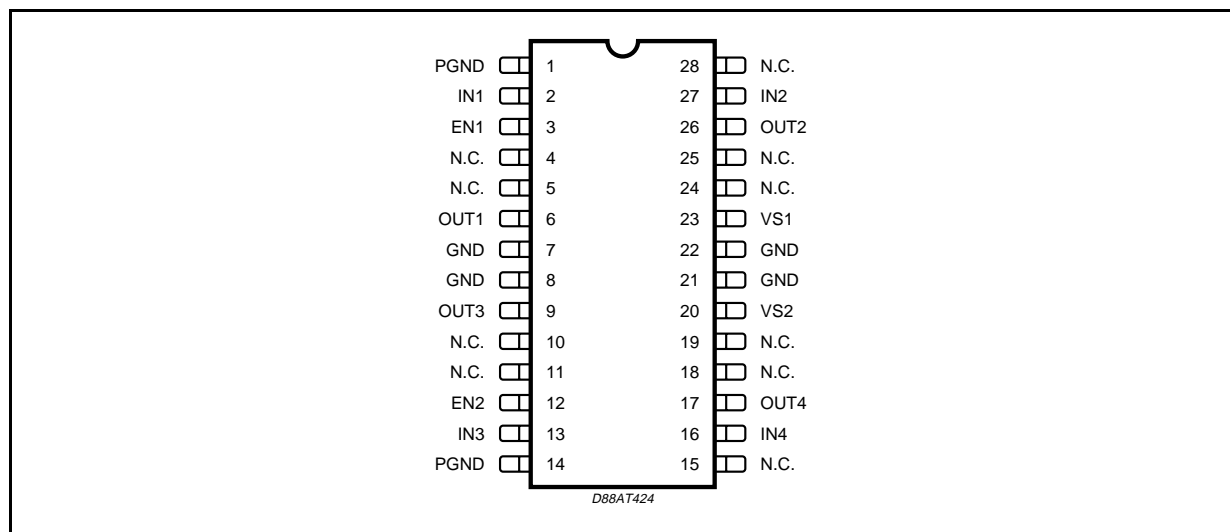 PGND 1 28 N.C.
IN1 2 27 IN2
EN1 3 26 OUT2
N.C. 4 25 N.C.
N.C. 5 24 N.C.
OUT1 6 23 VS1
GND 7 22 GND
GND 8 21 GND
OUT3 9 20 VS2
N.C. 10 19 N.C.
N.C. 11 18 N.C.
EN2 12 17 OUT4
IN3 13 16 IN4
PGND 14 15 N.C.
D88AT424